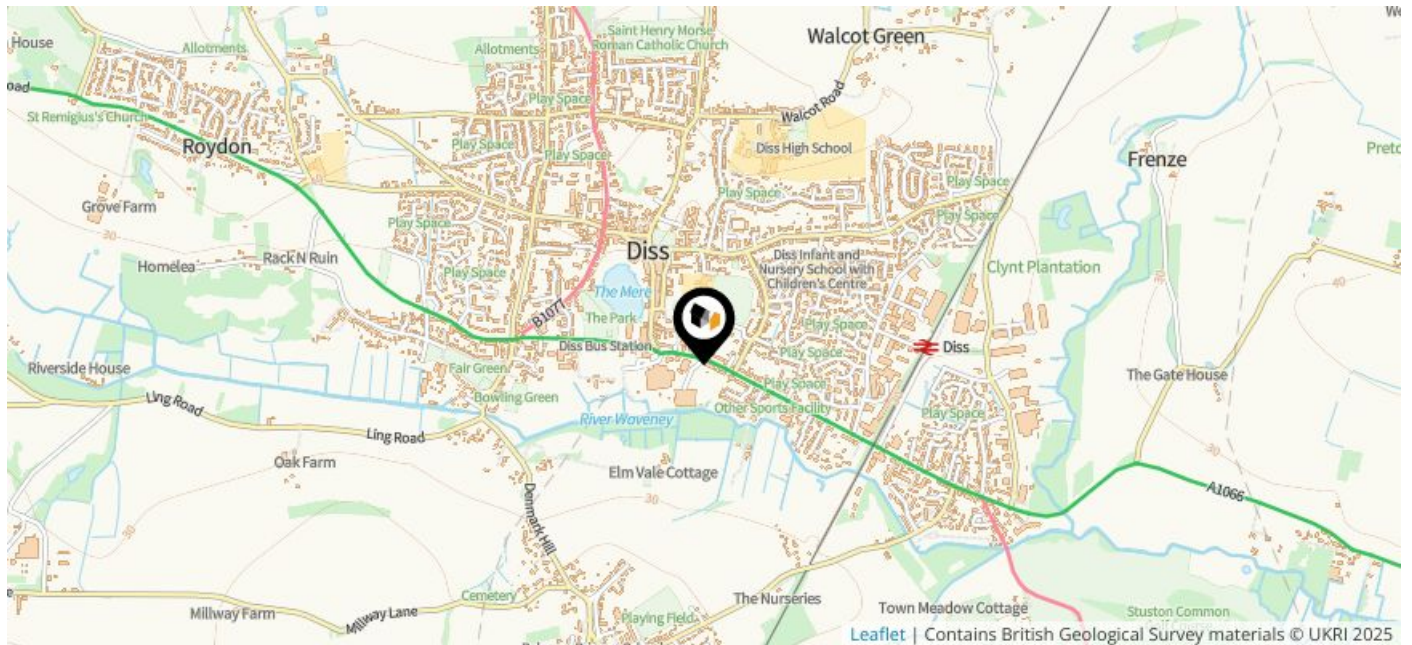 House
Allotments
Allotments
Saint Henry Morse
Roman Catholic Church
Walcot Green
Play Space
Walcot Road
St Remigius's Church
Roydon
Play Space
Play Space
Diss High School
Frenze
Play Space
Play Space
Grove Farm
30
Play Space
Diss
Play Space
Homelea
Rack N Ruin
Play Space
Diss Infant and
Nursery School with
Children's Centre
Clynt Plantation
30
The Mere
B1077
The Park
Play Space
Diss Bus Station
Play Space
Diss
Riverside House
Fair Green
Play Space
The Gate House
Ling Road
Bowling Green
Other Sports Facility
Play Space
River Waveney
Ling Road
Oak Farm
Elm Vale Cottage
30
30
30
A1066
Denmark Hill
Cemetery
The Nurseries
Millway Farm
Millway Lane
Playing Field
Town Meadow Cottage
Stuston Common
Leaflet | Contains British Geological Survey materials © UKRI 2025